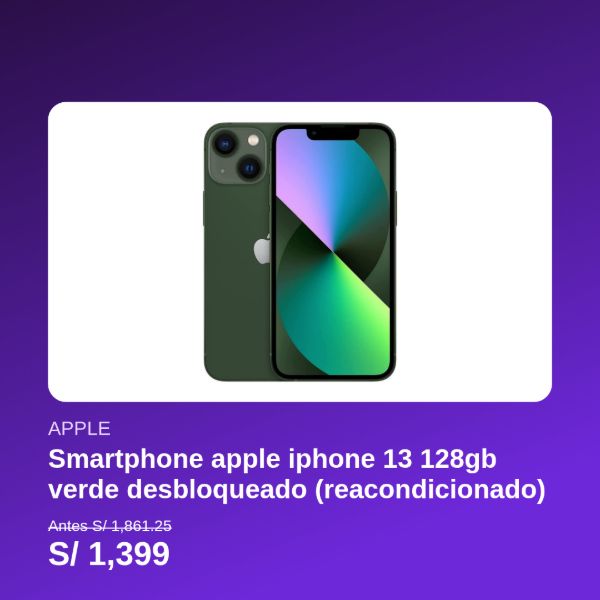 APPLE
Smartphone apple iphone 13 128gb
verde desbloqueado (reacondicionado)
Antes S/ 1,861.25
S/ 1,399